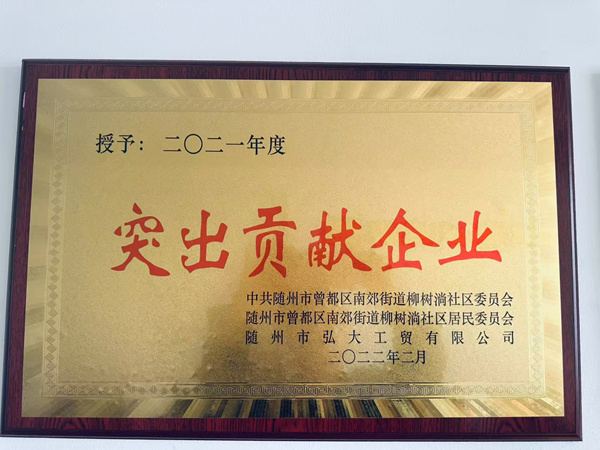 授予：二〇二一年度
突出贡献企业
中共随州市曾都区南郊街道柳树淌社区委员会
随州市曾都区南郊街道柳树淌社区居民委员会
随州市弘大工贸有限公司
二〇二二年二月